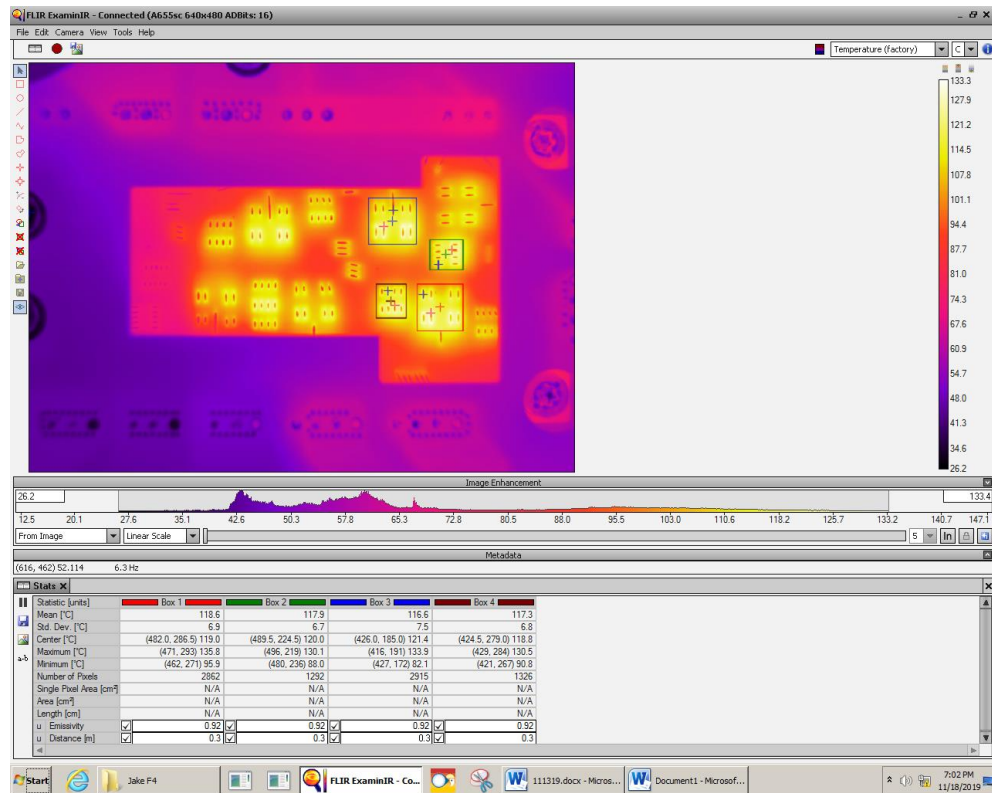 FLIR ExaminIR - Connected (A655sc 640x480 ADBits: 16)
File Edit Camera View Tools Help
Temperature (factory) C
133.3
127.9
121.2
114.5
107.8
101.1
94.4
87.7
81.0
74.3
67.6
60.9
54.7
48.0
41.3
34.6
26.2
Image Enhancement
26.2 133.4
12.5 20.1 27.6 35.1 42.6 50.3 57.8 65.3 72.8 80.5 88.0 95.5 103.0 110.6 118.2 125.7 133.2 140.7 147.1
From Image Linear Scale 5 ln
Metadata
(616, 462) 52.114 6.3 Hz
Stats X
Statistic [units] Box 1 Box 2 Box 3 Box 4
Mean [°C] 118.6 117.9 116.6 117.3
Std. Dev. [°C] 6.9 6.7 7.5 6.8
Center [°C] (482.0, 286.5) 119.0 (489.5, 224.5) 120.0 (426.0, 185.0) 121.4 (424.5, 279.0) 118.8
Maximum [°C] (471, 293) 135.8 (496, 219) 130.1 (416, 191) 133.9 (429, 284) 130.5
Minimum [°C] (462, 271) 95.9 (480, 236) 88.0 (427, 172) 82.1 (421, 267) 90.8
Number of Pixels 2862 1292 2915 1326
Single Pixel Area [cm²] N/A N/A N/A N/A
Area [cm²] N/A N/A N/A N/A
Length [cm] N/A N/A N/A N/A
u Emissivity 0.92 0.92 0.92 0.92
u Distance [m] 0.3 0.3 0.3 0.3
Start Jake F4 FLIR ExaminIR - Co... 111319.docx - Micros... Document1 - Microsof... 7:02 PM
11/18/2019